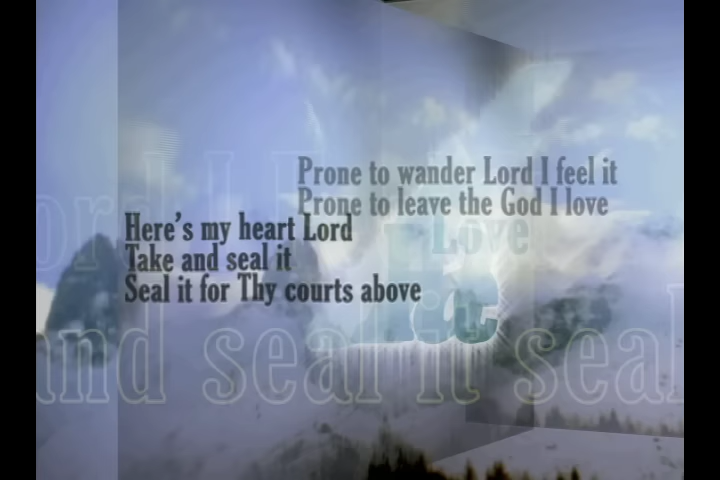 Prone to wander Lord I feel it
Prone to leave the God I love
Here's my heart Lord
Take and seal it
Seal it for Thy courts above
Love
it
and seal it seal